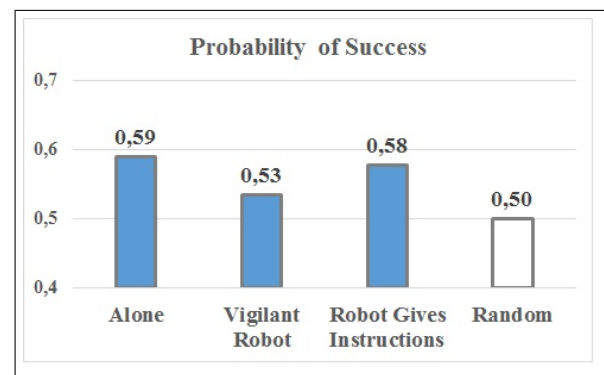 Probability of Success
0,7
0,6
0,5
0,4
0,59
0,53
0,58
0,50
Alone
Vigilant
Robot
Robot Gives
Instructions
Random